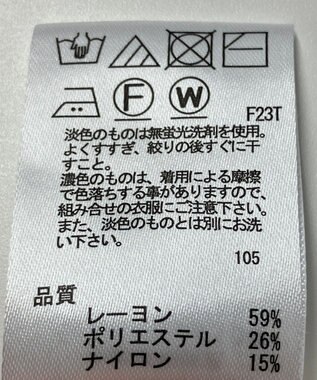 F
W
F23T
淡色のものは無蛍光洗剤を使用。
よくすすぎ、絞りの後すぐに干
すこと。
濃色のものは、着用による摩擦
で色落ちする事がありますので、
組み合せの衣服にご注意下さい。
また、淡色のものとは別にお洗
い下さい。
105
品質
レーヨン 59%
ポリエステル 26%
ナイロン 15%